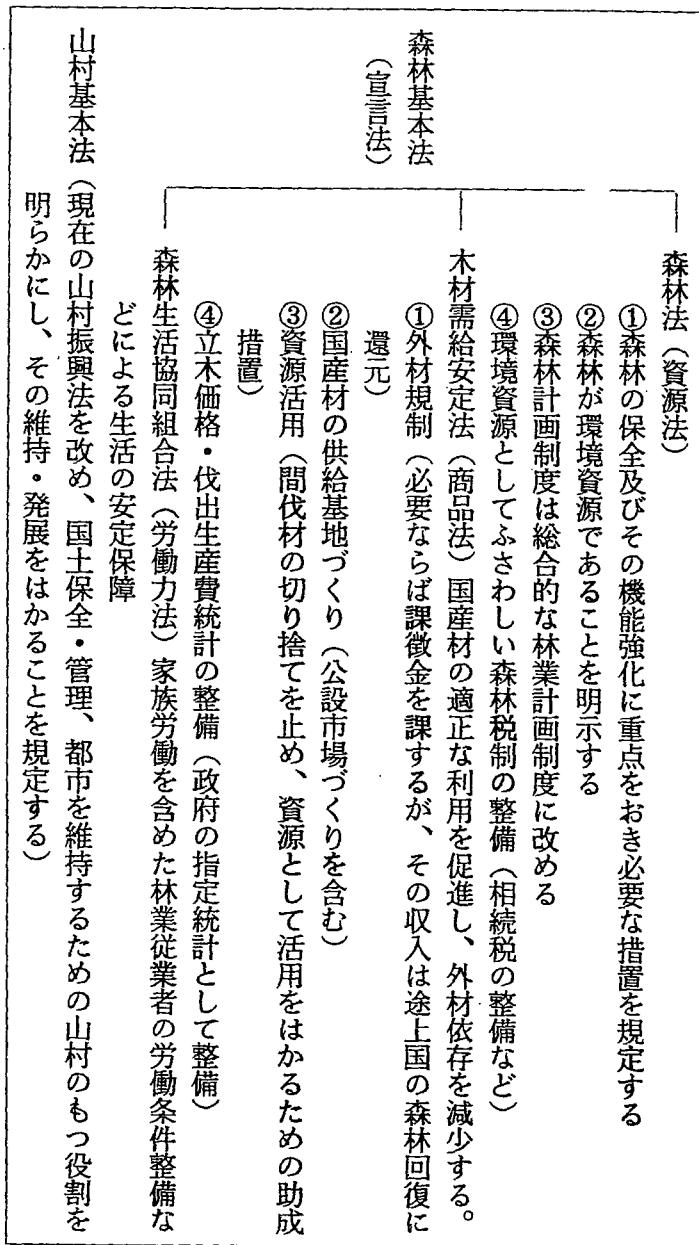 森林基本法
(宣言法)
森林法(資源法)
①森林の保全及びその機能強化に重点をおき必要な措置を規定する
②森林が環境資源であることを明示する
③森林計画制度は総合的な林業計画制度に改める
④環境資源としてふさわしい森林税制の整備(相続税の整備など)
木材需給安定法(商品法)国産材の適正な利用を促進し、外材依存を減少する。
①外材規制(必要ならば課徴金を課するが、その収入は途上国の森林回復に
還元)
②国産材の供給基地づくり(公設市場づくりを含む)
③資源活用(間伐材の切り捨てを止め、資源として活用をはかるための助成
措置)
④立木価格・伐出生産費統計の整備(政府の指定統計として整備)
森林生活協同組合法(労働力法)家族労働を含めた林業従業者の労働条件整備な
どによる生活の安定保障
山村基本法(現在の山村振興法を改め、国土保全・管理、都市を維持するための山村のもつ役割を
明らかにし、その維持・発展をはかることを規定する)